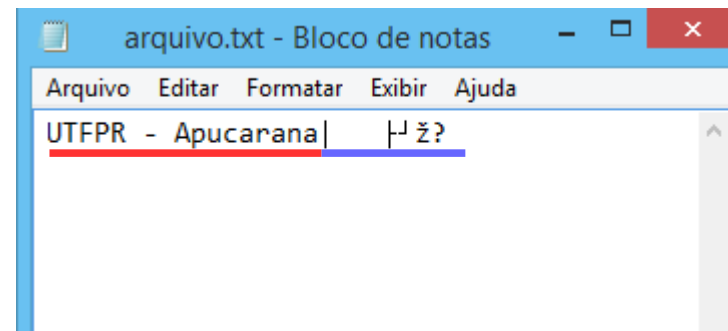 arquivo.txt - Bloco de notas
Arquivo Editar Formatar Exibir Ajuda
UTFPR - Apucarana| ├┘ž?